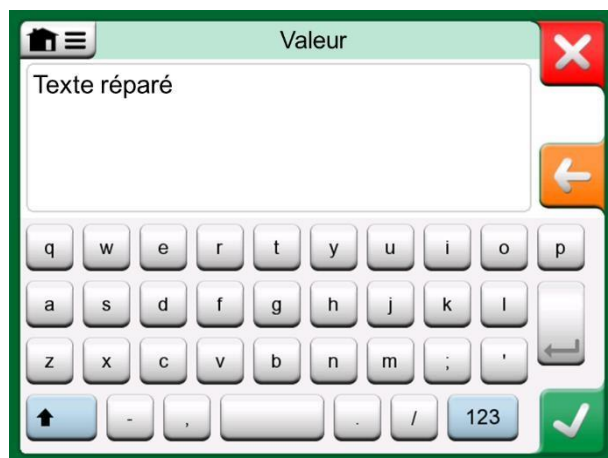 Valeur
Texte réparé
q w e r t y u i o p
a s d f g h j k l
z x c v b n m ; '
- , . / 123